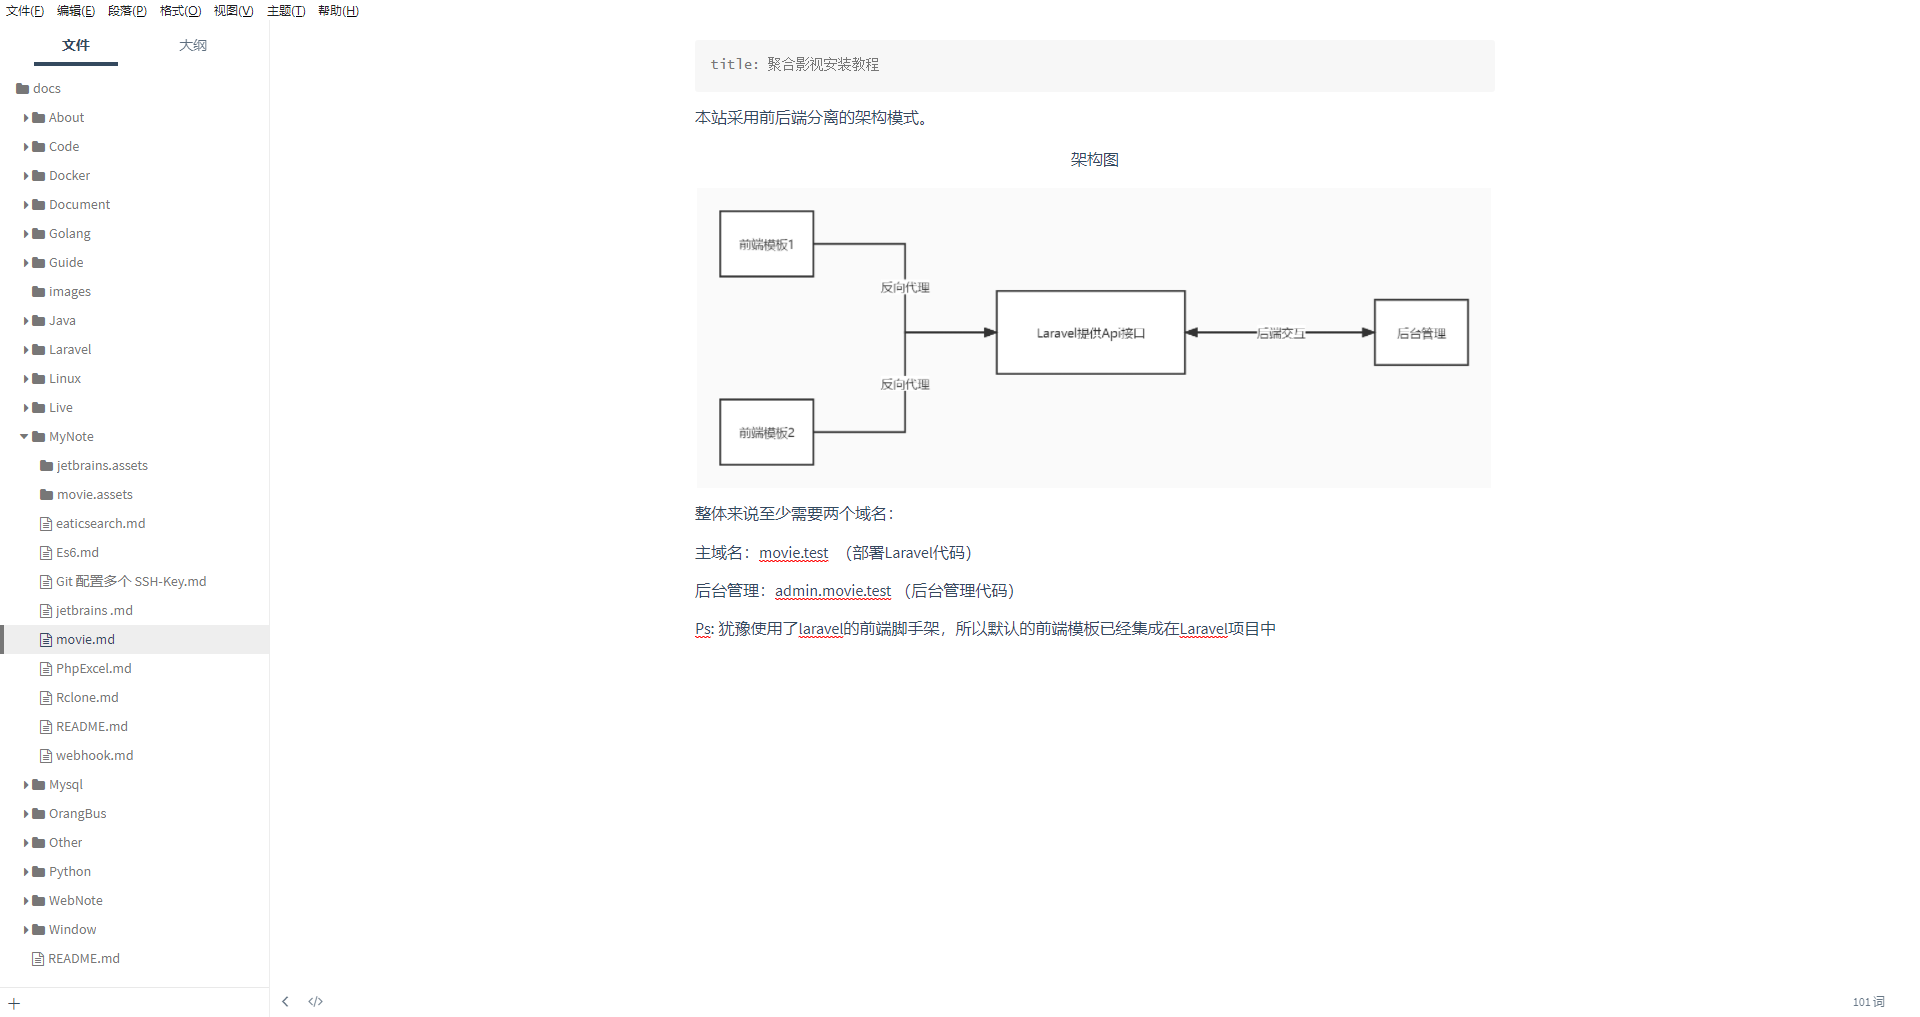 文件(F) 编辑(E) 段落(P) 格式(O) 视图(V) 主题(T) 帮助(H)
文件 大纲
docs
About
Code
Docker
Document
Golang
Guide
images
Java
Laravel
Linux
Live
MyNote
jetbrains.assets
movie.assets
eaticsearch.md
Es6.md
Git 配置多个 SSH-Key.md
jetbrains .md
movie.md
PhpExcel.md
Rclone.md
README.md
webhook.md
Mysql
OrangBus
Other
Python
WebNote
Window
README.md
title: 聚合影视安装教程
本站采用前后端分离的架构模式。
架构图
前端模板1
反向代理
Laravel提供Api接口
后端交互
后台管理
反向代理
前端模板2
整体来说至少需要两个域名：
主域名：movie.test （部署Laravel代码）
后台管理：admin.movie.test （后台管理代码）
Ps: 犹豫使用了laravel的前端脚手架，所以默认的前端模板已经集成在Laravel项目中
101 词